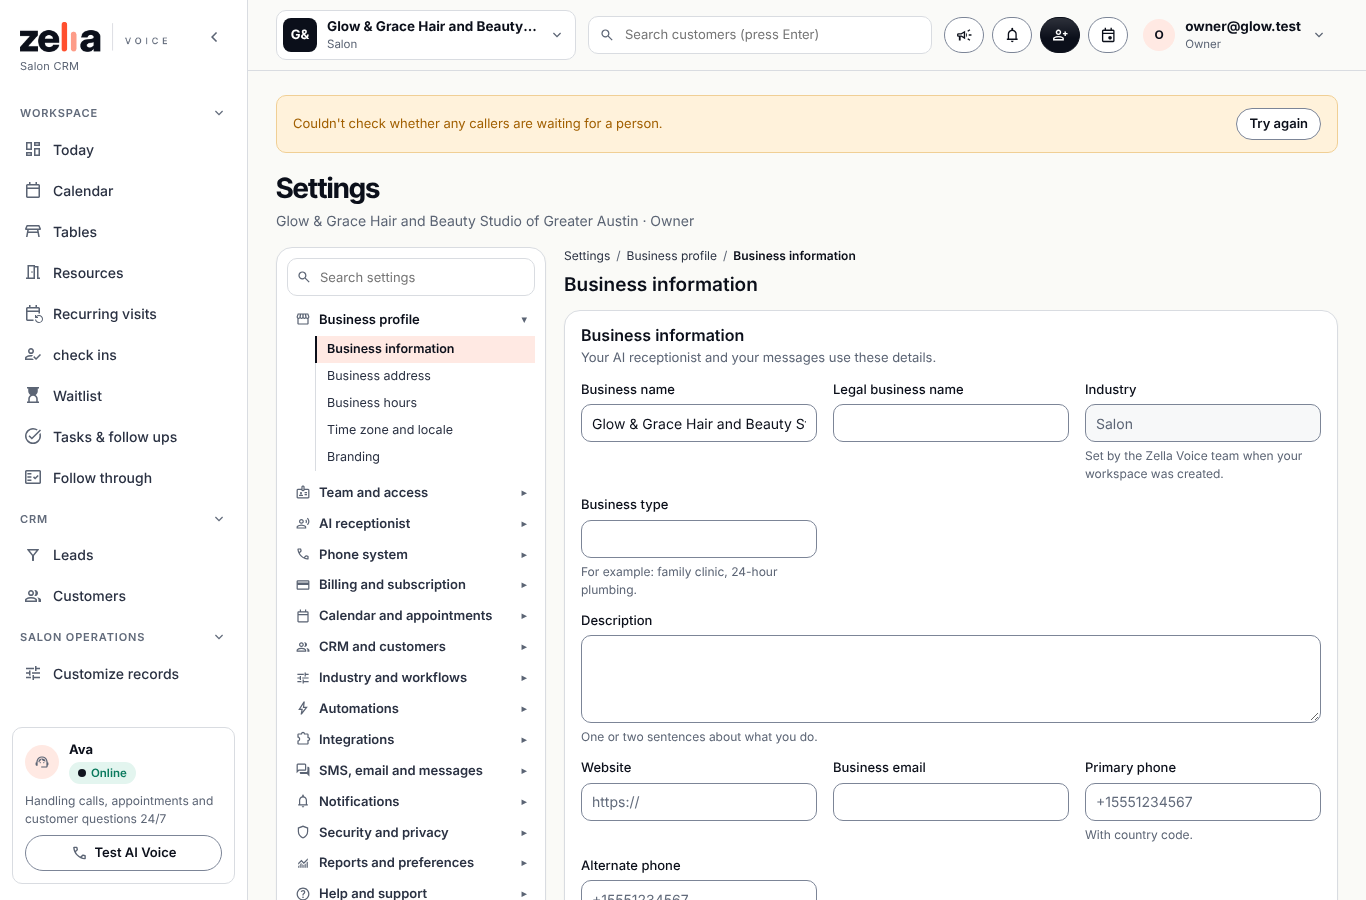 zella VOICE
Salon CRM
WORKSPACE
Today
Calendar
Tables
Resources
Recurring visits
check ins
Waitlist
Tasks & follow ups
Follow through
CRM
Leads
Customers
SALON OPERATIONS
Customize records
Ava
Online
Handling calls, appointments and
customer questions 24/7
Test AI Voice
G&
Glow & Grace Hair and Beauty...
Salon
Search customers (press Enter)
O
owner@glow.test
Owner
Couldn't check whether any callers are waiting for a person.
Try again
Settings
Glow & Grace Hair and Beauty Studio of Greater Austin · Owner
Search settings
Business profile
Business information
Business address
Business hours
Time zone and locale
Branding
Team and access
AI receptionist
Phone system
Billing and subscription
Calendar and appointments
CRM and customers
Industry and workflows
Automations
Integrations
SMS, email and messages
Notifications
Security and privacy
Reports and preferences
Help and support
Settings / Business profile / Business information
Business information
Business information
Your AI receptionist and your messages use these details.
Business name
Glow & Grace Hair and Beauty S
Legal business name
Industry
Salon
Set by the Zella Voice team when your
workspace was created.
Business type
For example: family clinic, 24-hour
plumbing.
Description
One or two sentences about what you do.
Website
https://
Business email
Primary phone
+15551234567
With country code.
Alternate phone
+15551234567